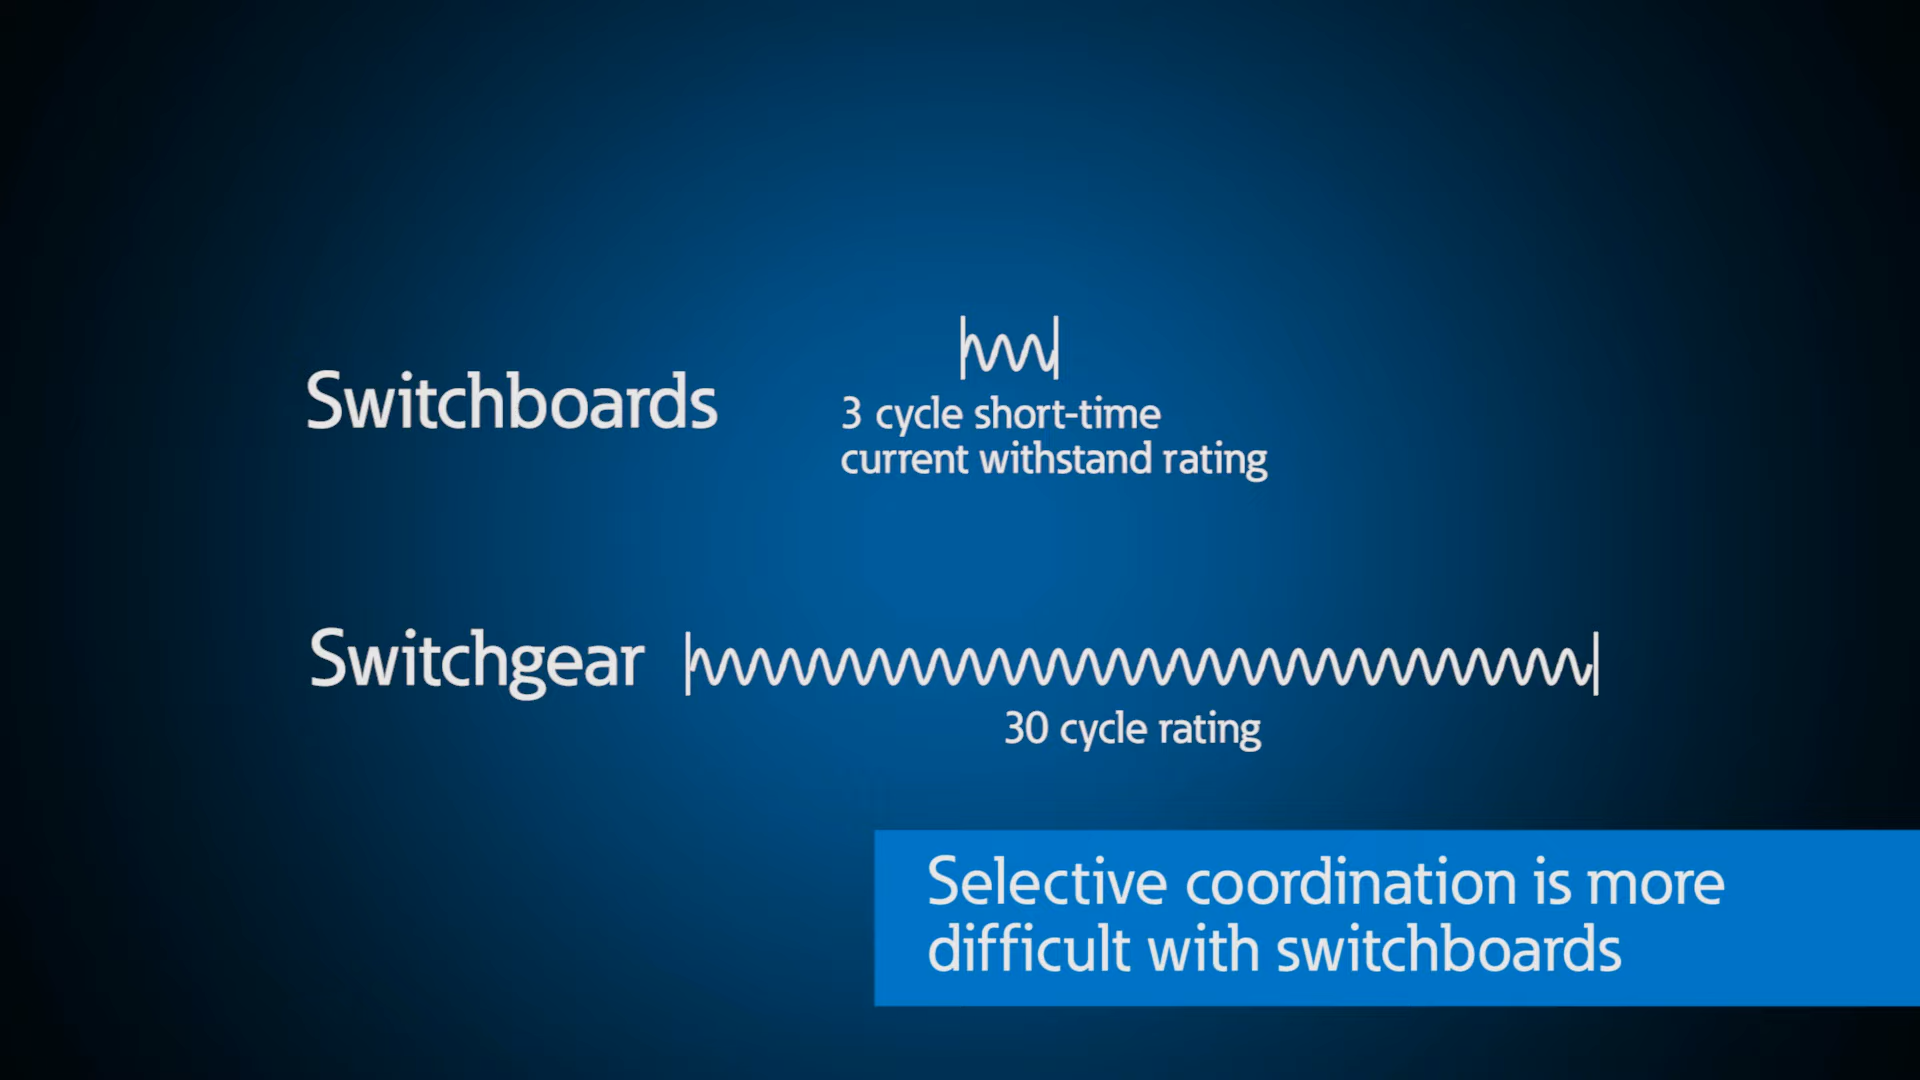 Switchboards
3 cycle short-time
current withstand rating
Switchgear
30 cycle rating
Selective coordination is more
difficult with switchboards